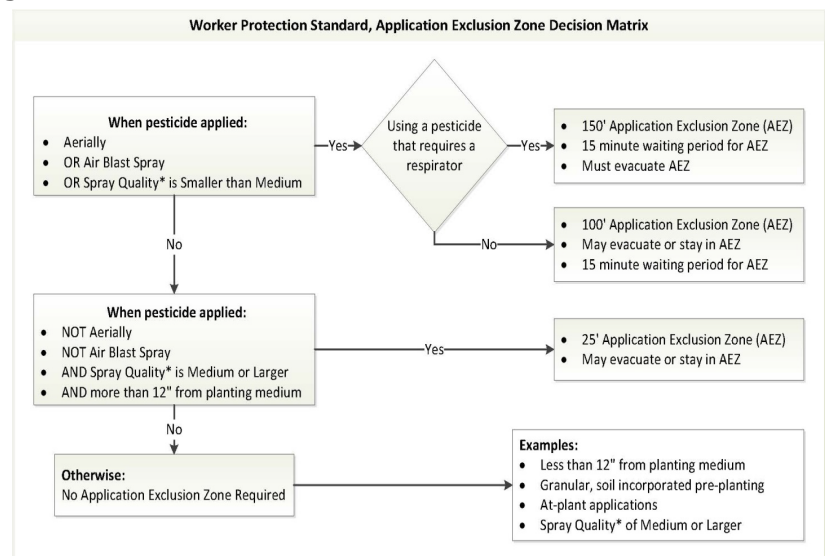 Worker Protection Standard, Application Exclusion Zone Decision Matrix
When pesticide applied:
• Aerially
• OR Air Blast Spray
• OR Spray Quality* is Smaller than Medium
Yes
Using a pesticide
that requires a
respirator
Yes
• 150' Application Exclusion Zone (AEZ)
• 15 minute waiting period for AEZ
• Must evacuate AEZ
No
• 100' Application Exclusion Zone (AEZ)
• May evacuate or stay in AEZ
• 15 minute waiting period for AEZ
No
When pesticide applied:
• NOT Aerially
• NOT Air Blast Spray
• AND Spray Quality* is Medium or Larger
• AND more than 12" from planting medium
Yes
• 25' Application Exclusion Zone (AEZ)
• May evacuate or stay in AEZ
No
Otherwise:
No Application Exclusion Zone Required
Examples:
• Less than 12" from planting medium
• Granular, soil incorporated pre-planting
• At-plant applications
• Spray Quality* of Medium or Larger